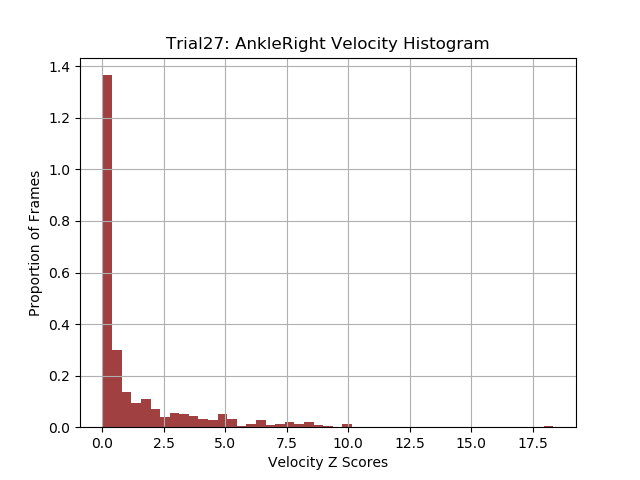 Trial27: AnkleRight Velocity Histogram
1.4
1.2
1.0
0.8
0.6
0.4
0.2
0.0
Proportion of Frames
0.0 2.5 5.0 7.5 10.0 12.5 15.0 17.5
Velocity Z Scores